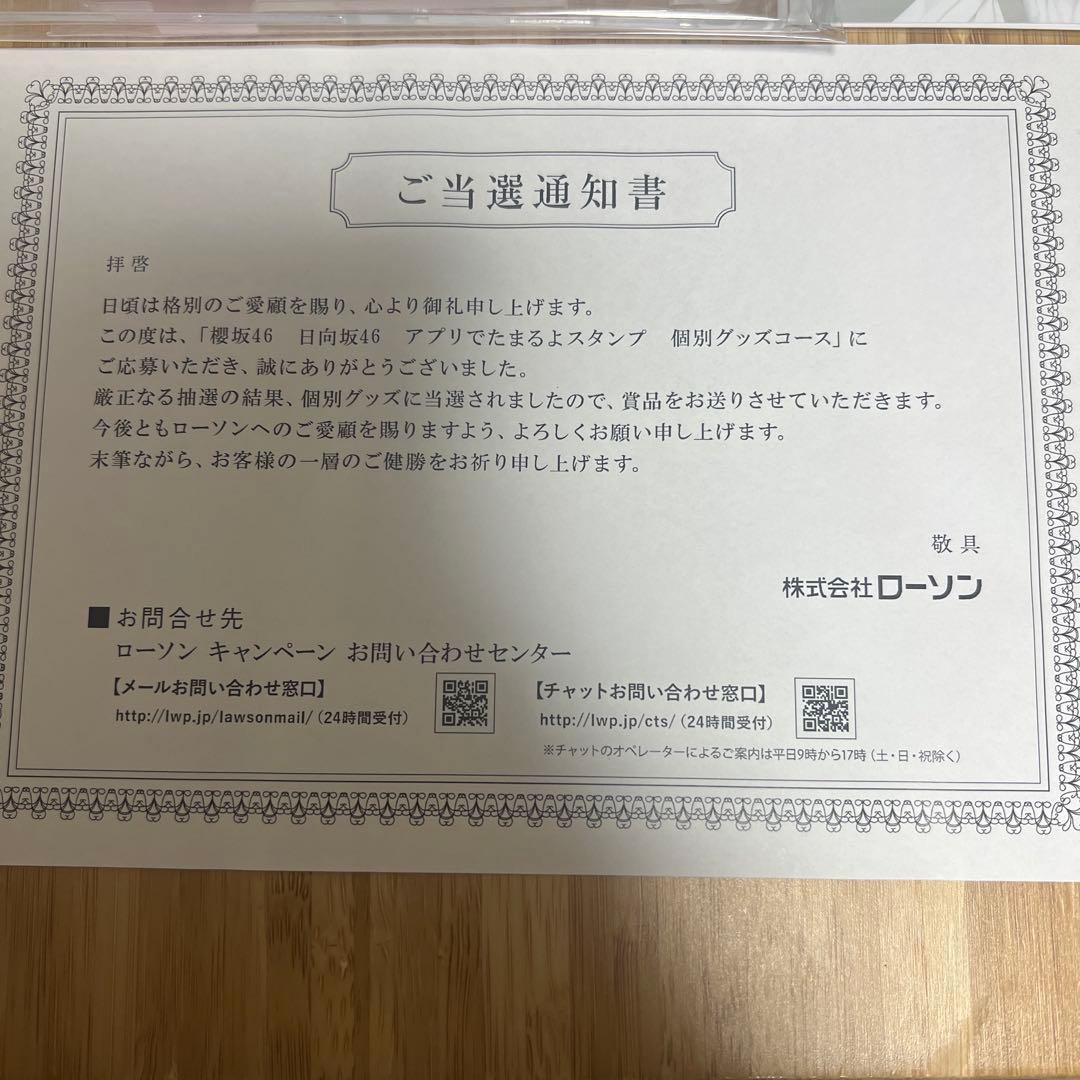 ご当選通知書
拝啓
日頃は格別のご愛顧を賜り、心より御礼申し上げます。
この度は、「櫻坂46　日向坂46　アプリでたまるよスタンプ　個別グッズコース」に
ご応募いただき、誠にありがとうございました。
厳正なる抽選の結果、個別グッズに当選されましたので、賞品をお送りさせていただきます。
今後ともローソンへのご愛顧を賜りますよう、よろしくお願い申し上げます。
末筆ながら、お客様の一層のご健勝をお祈り申し上げます。
敬具
株式会社ローソン
■お問合せ先
ローソン キャンペーン お問い合わせセンター
【メールお問い合わせ窓口】
http://lwp.jp/lawsonmail/（24時間受付）
【チャットお問い合わせ窓口】
http://lwp.jp/cts/（24時間受付）
※チャットのオペレーターによるご案内は平日9時から17時（土・日・祝除く）